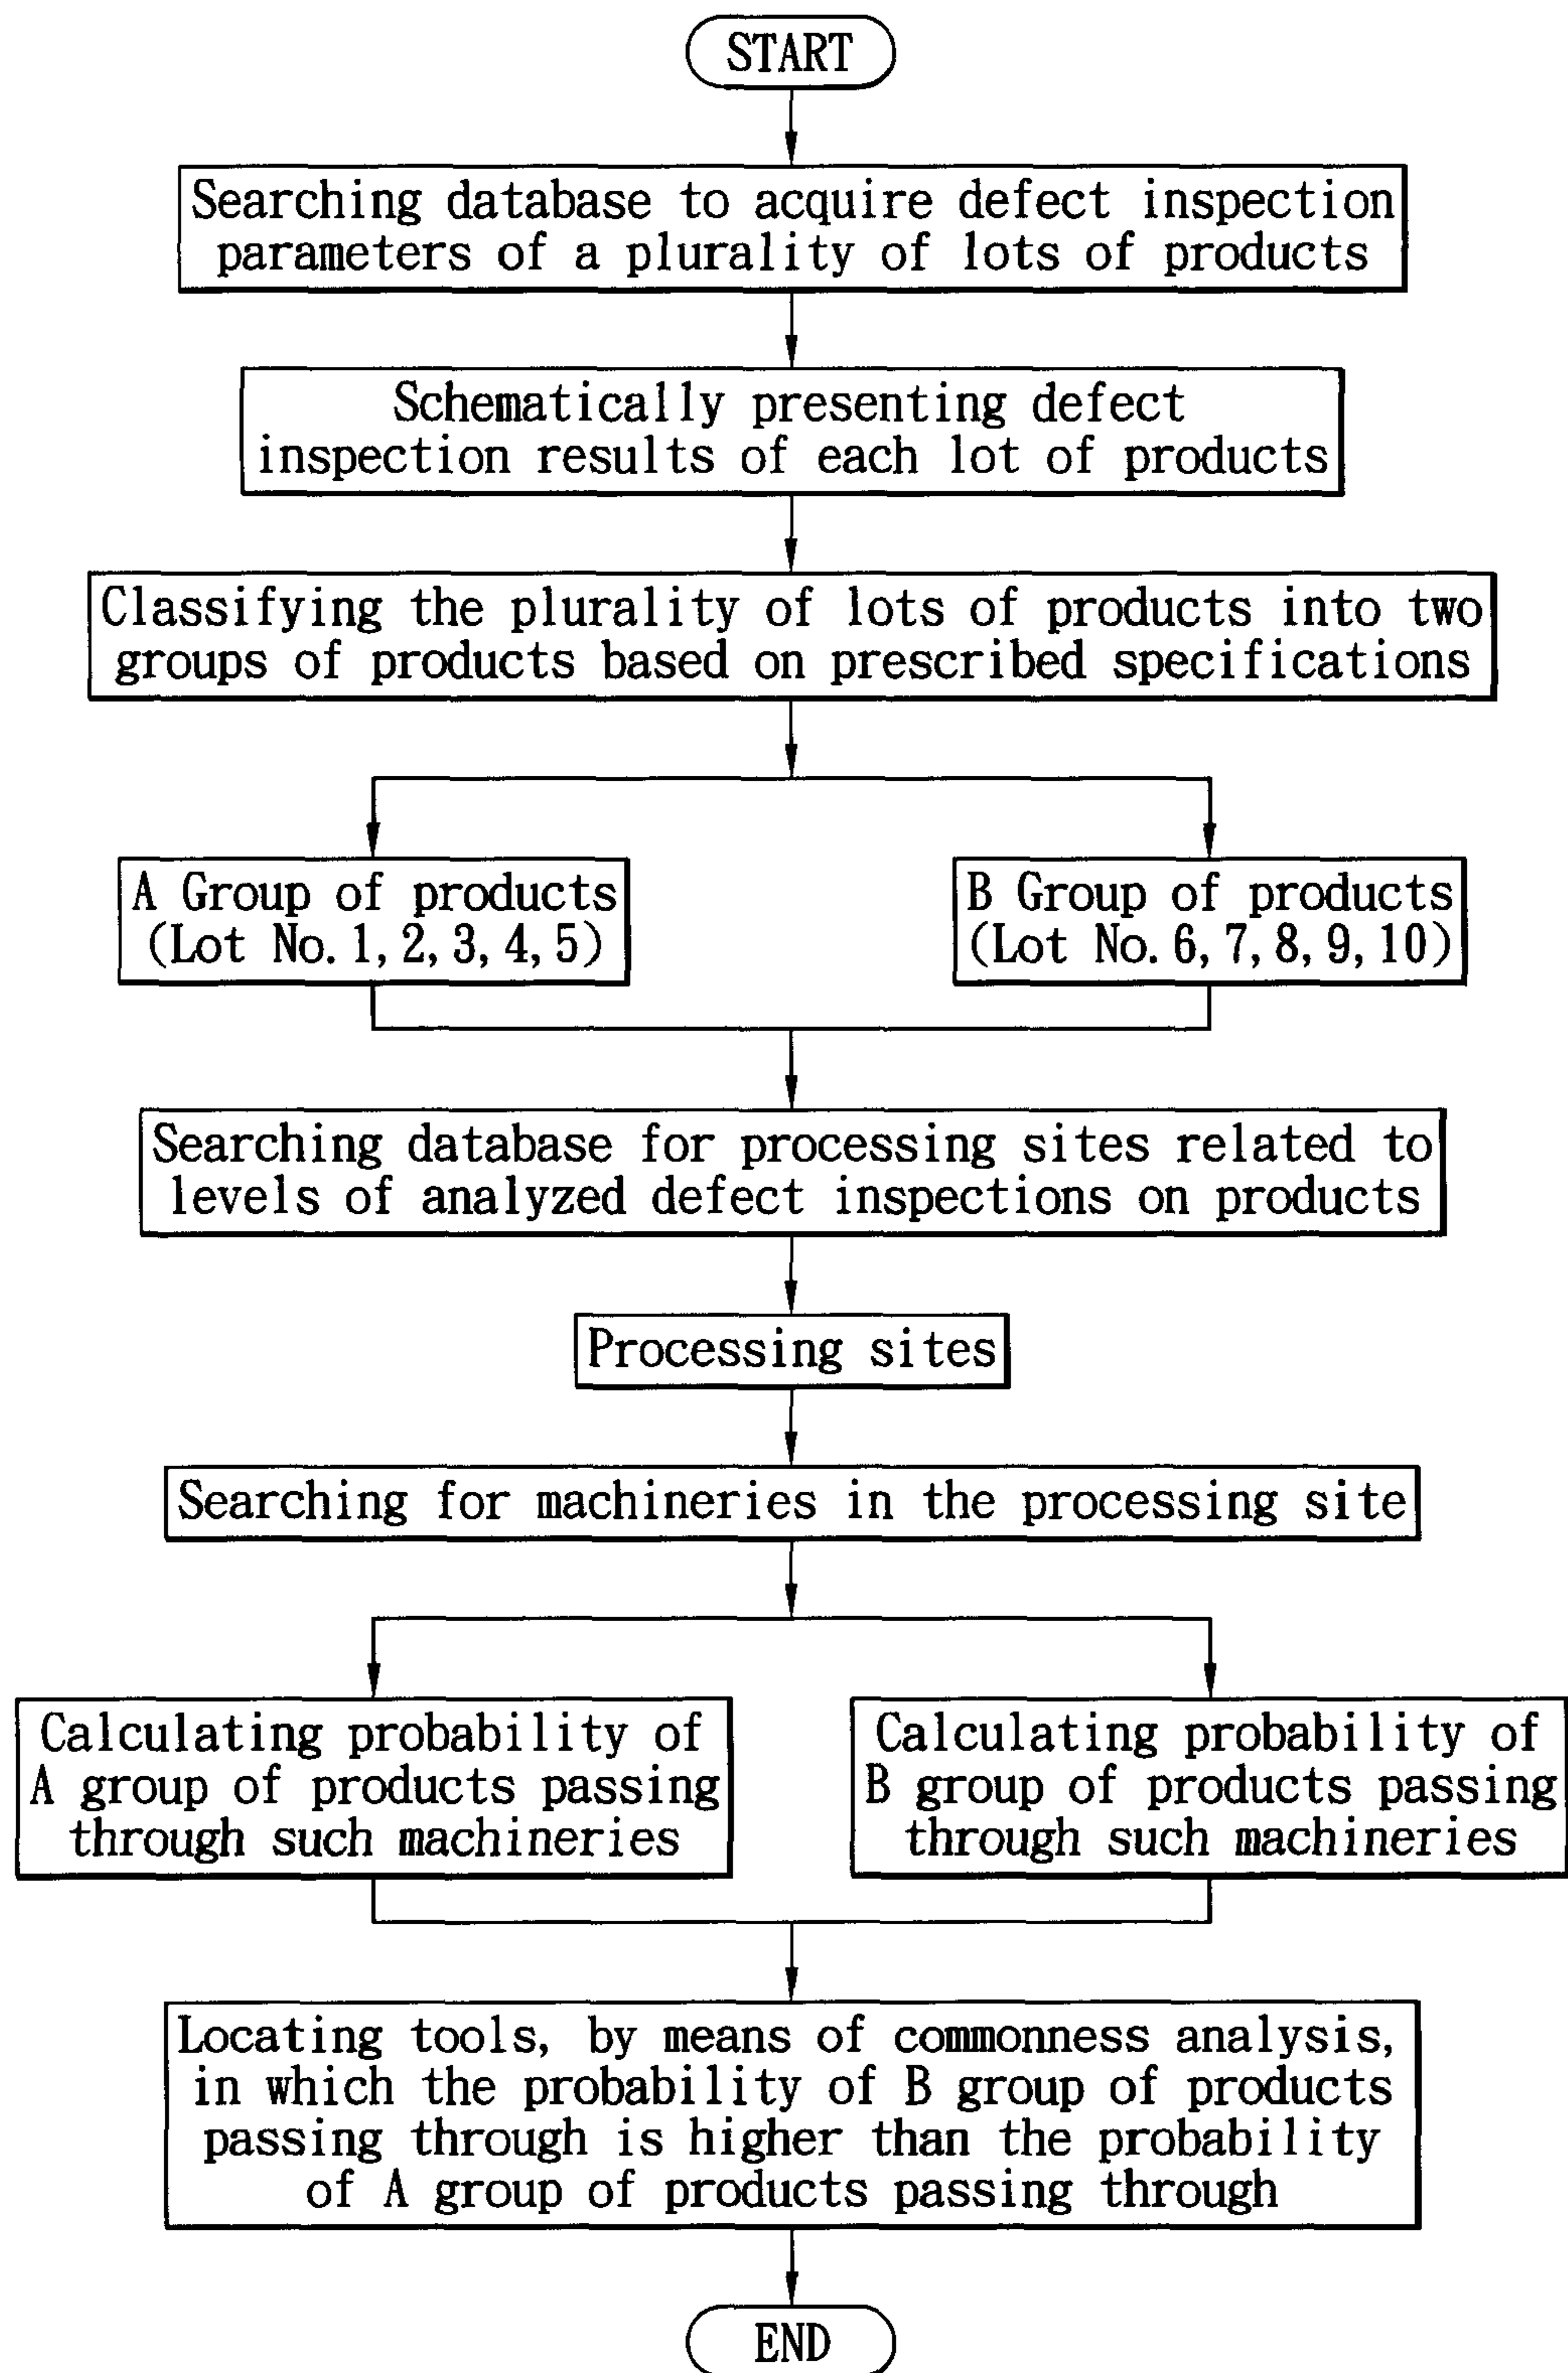 START
Searching database to acquire defect inspection
parameters of a plurality of lots of products
Schematically presenting defect
inspection results of each lot of products
Classifying the plurality of lots of products into two
groups of products based on prescribed specifications
A Group of products
(Lot No. 1, 2, 3, 4, 5)
B Group of products
(Lot No. 6, 7, 8, 9, 10)
Searching database for processing sites related to
levels of analyzed defect inspections on products
Processing sites
Searching for machineries in the processing site
Calculating probability of
A group of products passing
through such machineries
Calculating probability of
B group of products passing
through such machineries
Locating tools, by means of commonness analysis,
in which the probability of B group of products
passing through is higher than the probability
of A group of products passing through
END